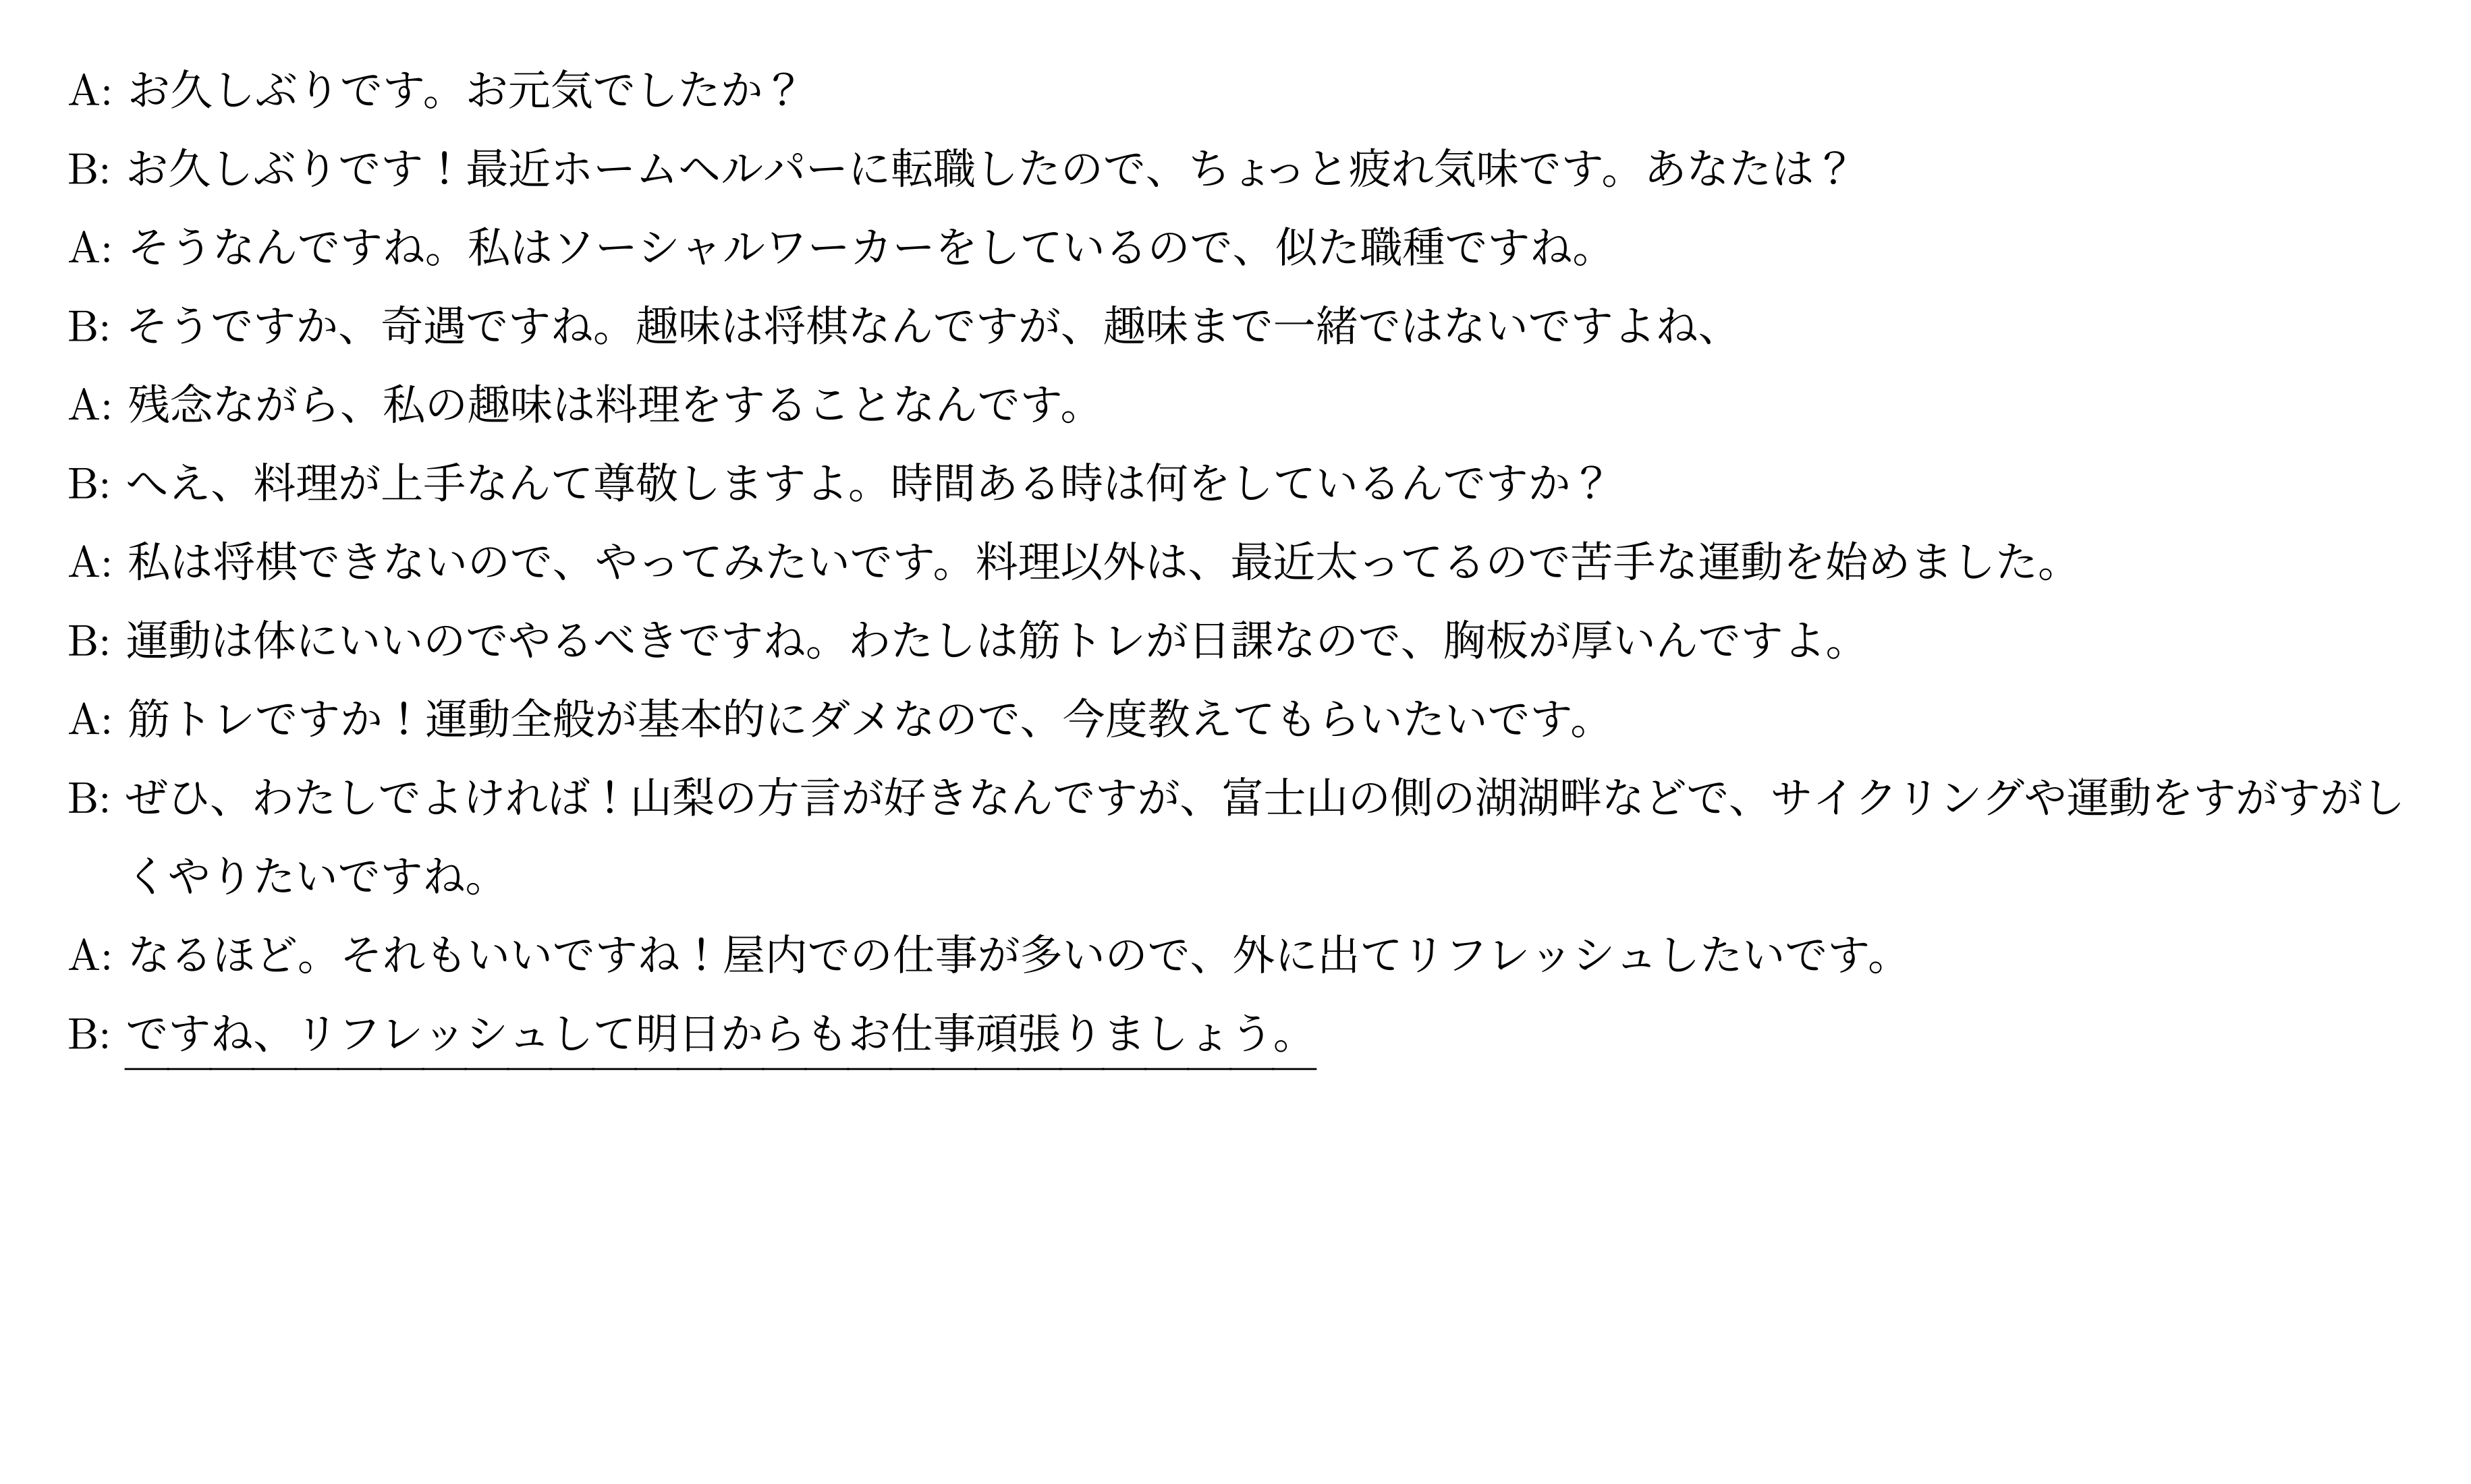 A: お久しぶりです。お元気でしたか？
B: お久しぶりです！最近ホームヘルパーに転職したので、ちょっと疲れ気味です。あなたは？
A: そうなんですね。私はソーシャルワーカーをしているので、似た職種ですね。
B: そうですか、奇遇ですね。趣味は将棋なんですが、趣味まで一緒ではないですよね、
A: 残念ながら、私の趣味は料理をすることなんです。
B: へえ、料理が上手なんて尊敬しますよ。時間ある時は何をしているんですか？
A: 私は将棋できないので、やってみたいです。料理以外は、最近太ってるので苦手な運動を始めました。
B: 運動は体にいいのでやるべきですね。わたしは筋トレが日課なので、胸板が厚いんですよ。
A: 筋トレですか！運動全般が基本的にダメなので、今度教えてもらいたいです。
B: ぜひ、わたしでよければ！山梨の方言が好きなんですが、富士山の側の湖湖畔などで、サイクリングや運動をすがすがし
くやりたいですね。
A: なるほど。それもいいですね！屋内での仕事が多いので、外に出てリフレッシュしたいです。
B: ですね、リフレッシュして明日からもお仕事頑張りましょう。